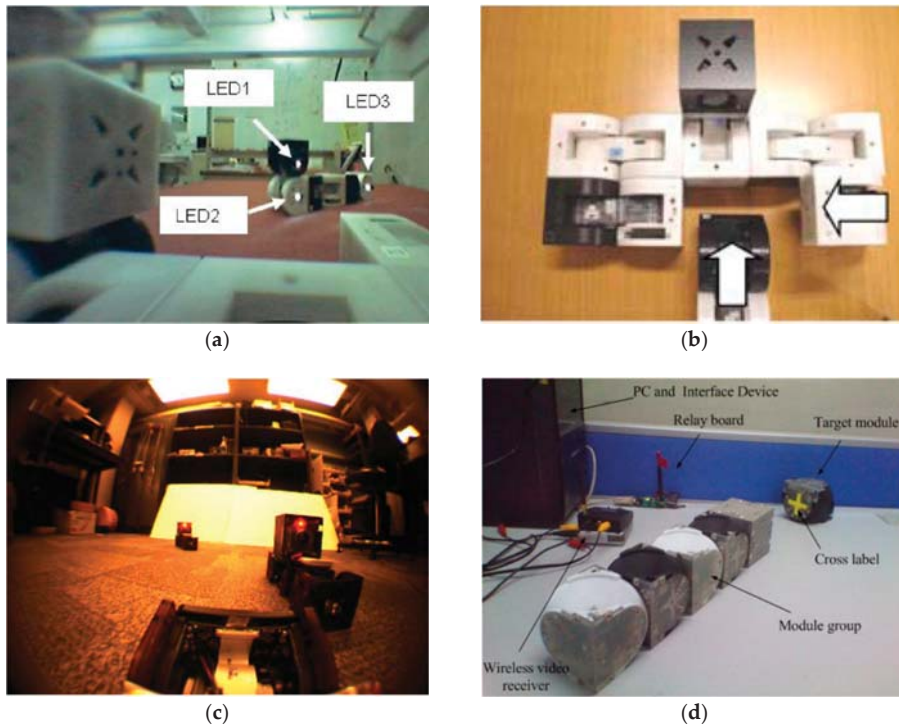 LED1
LED3
LED2
(a)
(b)
PC and Interface Device
Relay board
Target module
Cross label
Module group
Wireless video
receiver
(c)
(d)